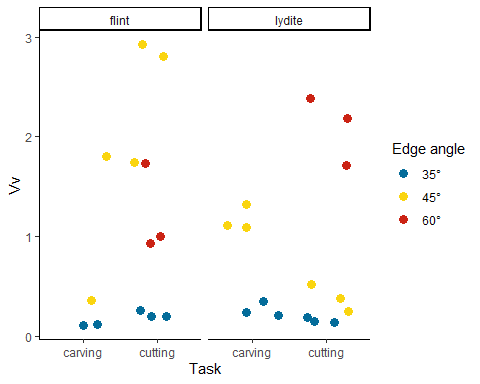 flint
lydite
3
2
1
0
Vv
carving
cutting
carving
cutting
Task
Edge angle
35°
45°
60°